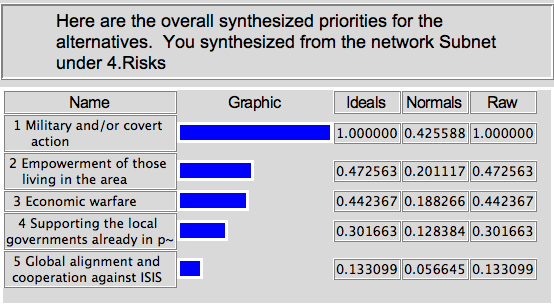 Here are the overall synthesized priorities for the
alternatives. You synthesized from the network Subnet
under 4.Risks
Name Graphic Ideals Normals Raw
1 Military and/or covert
action
1.000000 0.425588 1.000000
2 Empowerment of those
living in the area
0.472563 0.201117 0.472563
3 Economic warfare 0.442367 0.188266 0.442367
4 Supporting the local
governments already in p~
0.301663 0.128384 0.301663
5 Global alignment and
cooperation against ISIS
0.133099 0.056645 0.133099